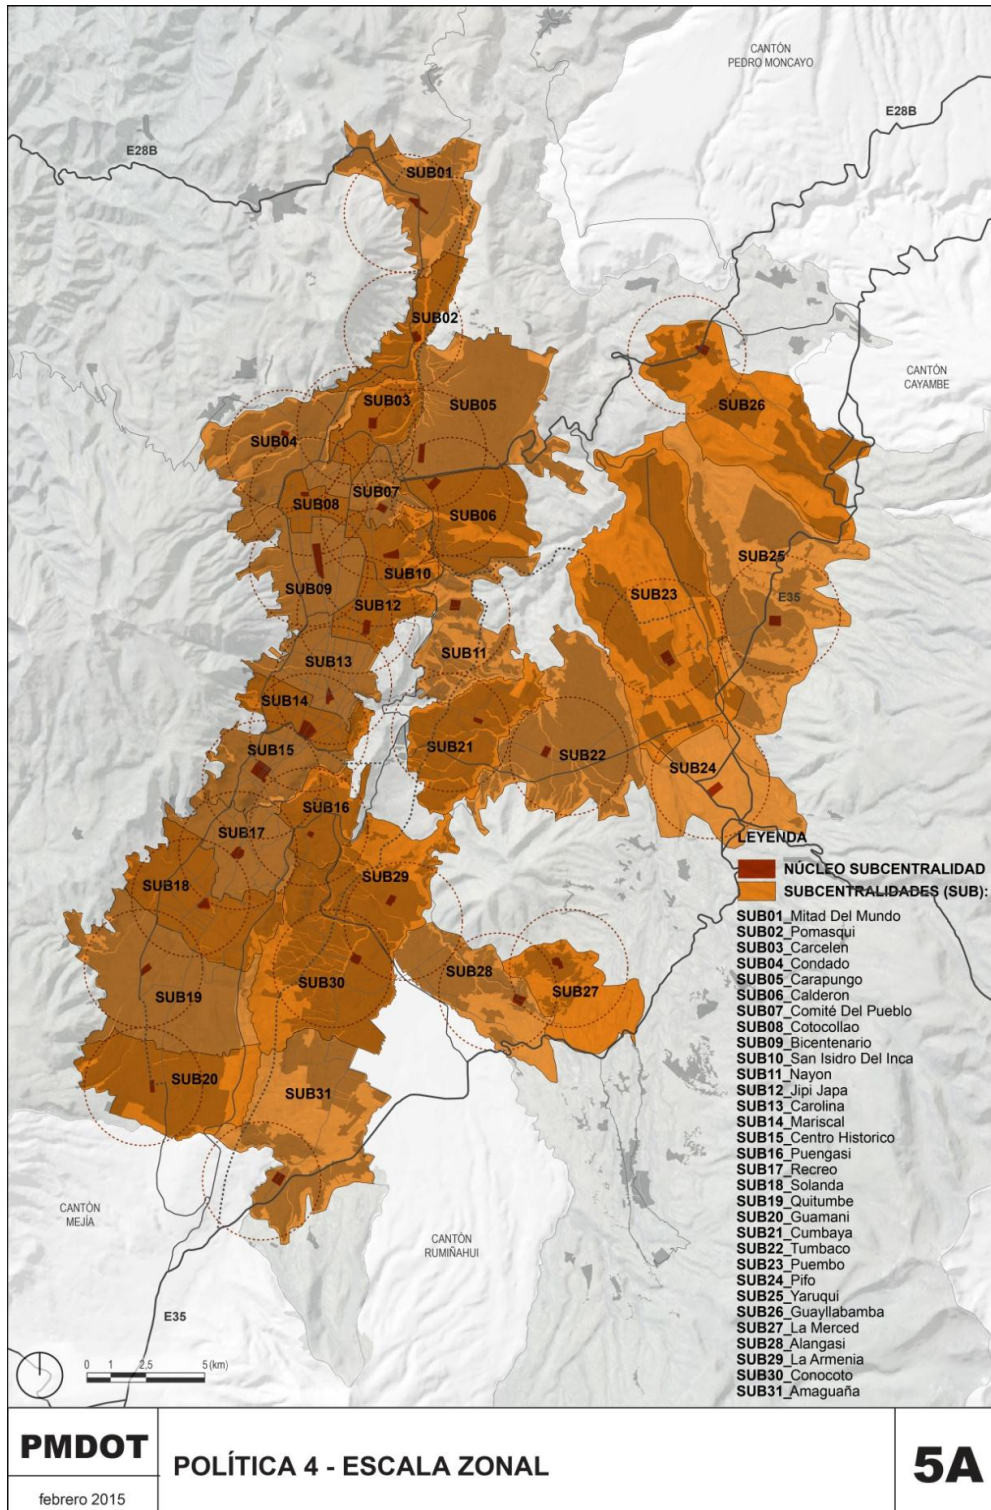 CANTÓN
PEDRO MONCAYO
E28B
E28B
SUB01
SUB02
CANTÓN
CAYAMBE
SUB03
SUB05
SUB26
SUB04
SUB07
SUB08
SUB06
SUB25
SUB10
SUB09
SUB23
E35
SUB12
SUB11
SUB13
SUB14
SUB21
SUB22
SUB15
SUB24
SUB16
SUB17
SUB29
SUB18
SUB28
SUB30
SUB27
SUB19
SUB20
SUB31
CANTÓN
MEJÍA
CANTÓN
RUMIÑAHUI
E35
LEYENDA
NÚCLEO SUBCENTRALIDAD
SUBCENTRALIDADES (SUB):
SUB01_Mitad Del Mundo
SUB02_Pomasqui
SUB03_Carcelen
SUB04_Condado
SUB05_Carapungo
SUB06_Calderon
SUB07_Comité Del Pueblo
SUB08_Cotocollao
SUB09_Bicentenario
SUB10_San Isidro Del Inca
SUB11_Nayon
SUB12_Jipi Japa
SUB13_Carolina
SUB14_Mariscal
SUB15_Centro Historico
SUB16_Puengasi
SUB17_Recreo
SUB18_Solanda
SUB19_Quitumbe
SUB20_Guamani
SUB21_Cumbaya
SUB22_Tumbaco
SUB23_Puembo
SUB24_Pifo
SUB25_Yaruqui
SUB26_Guayllabamba
SUB27_La Merced
SUB28_Alangasi
SUB29_La Armenia
SUB30_Conocoto
SUB31_Amaguaña
0 1 2,5 5 (km)
PMDOT
febrero 2015
POLÍTICA 4 - ESCALA ZONAL
5A